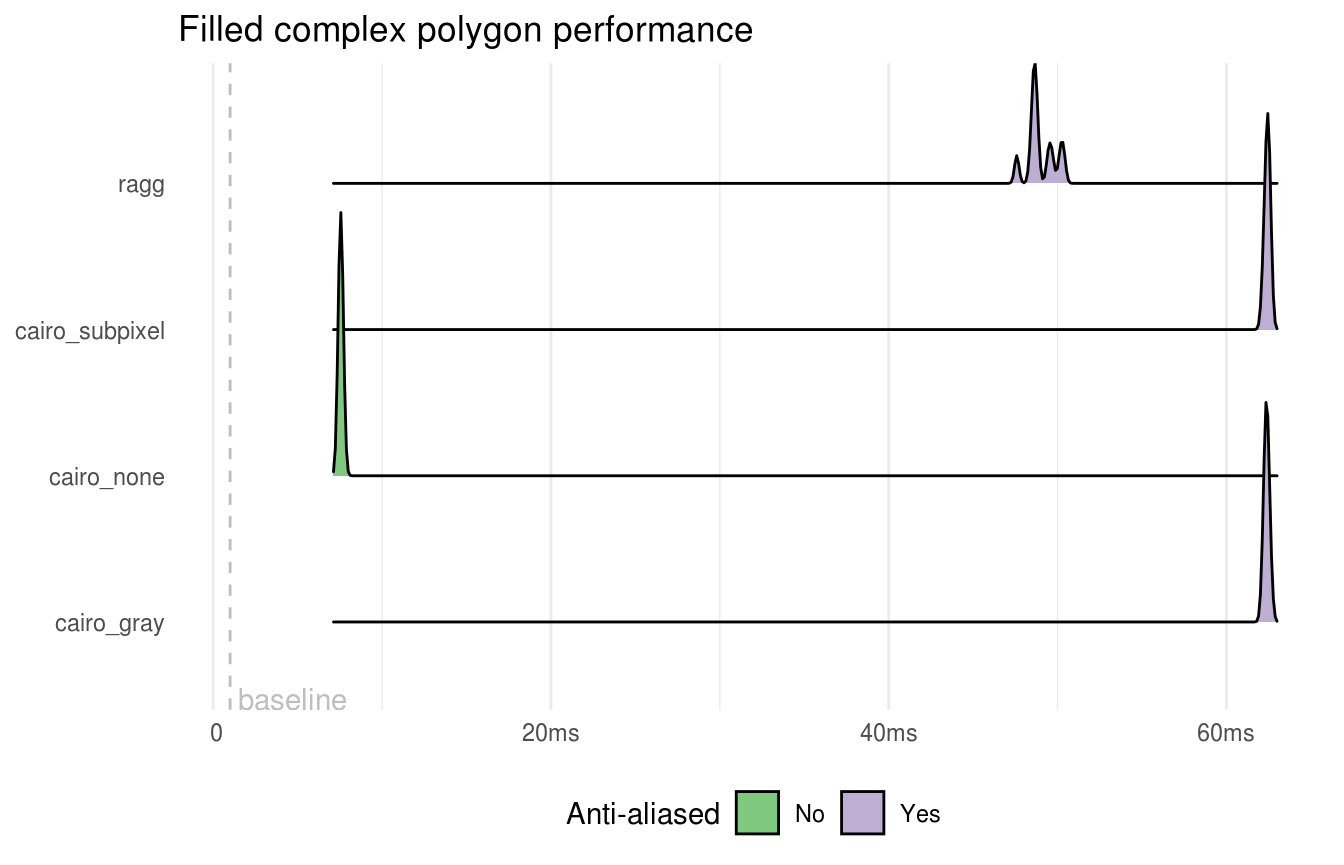 Filled complex polygon performance
ragg
cairo_subpixel
cairo_none
cairo_gray
baseline
0 20ms 40ms 60ms
Anti-aliased No Yes